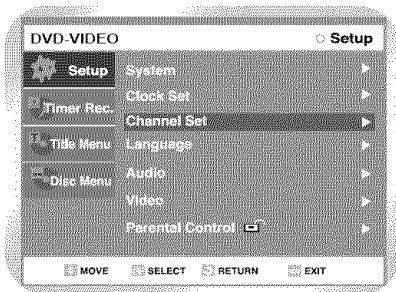 DVD-VIDEO Setup
Setup
Timer Rec.
Title Menu
Disc Menu
System
Clock Set
Channel Set
Language
Audio
Video
Parental Control
MOVE SELECT RETURN EXIT